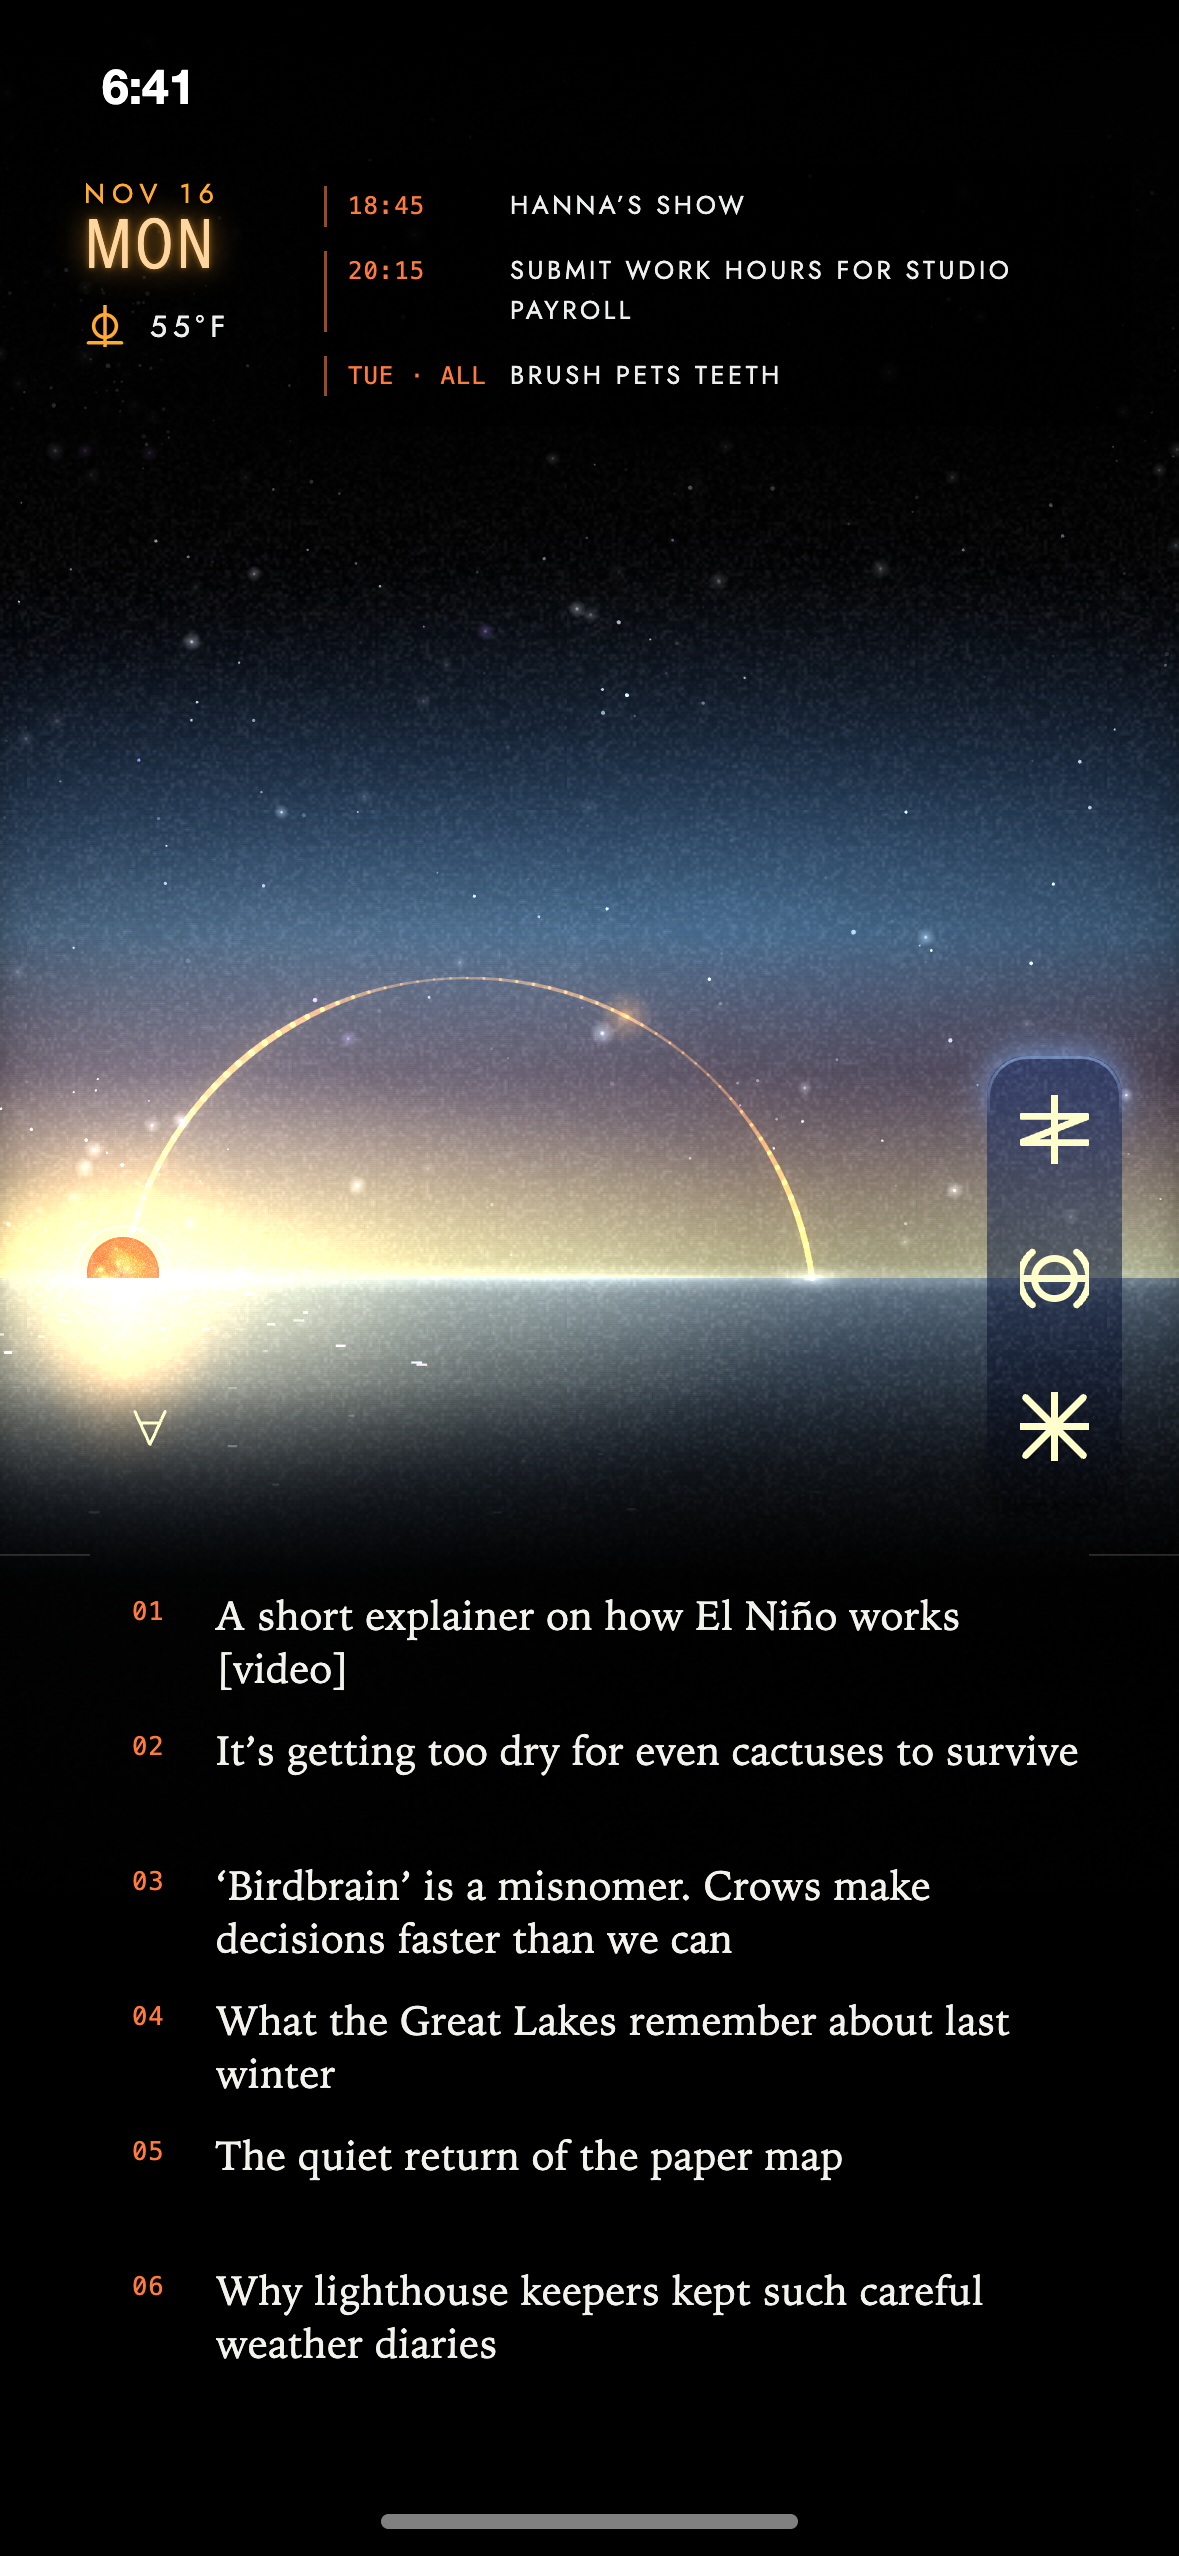 6:41
NOV 16
MON
55°F
18:45 HANNA’S SHOW
20:15 SUBMIT WORK HOURS FOR STUDIO
PAYROLL
TUE · ALL BRUSH PETS TEETH
01 A short explainer on how El Niño works
[video]
02 It’s getting too dry for even cactuses to survive
03 ‘Birdbrain’ is a misnomer. Crows make
decisions faster than we can
04 What the Great Lakes remember about last
winter
05 The quiet return of the paper map
06 Why lighthouse keepers kept such careful
weather diaries